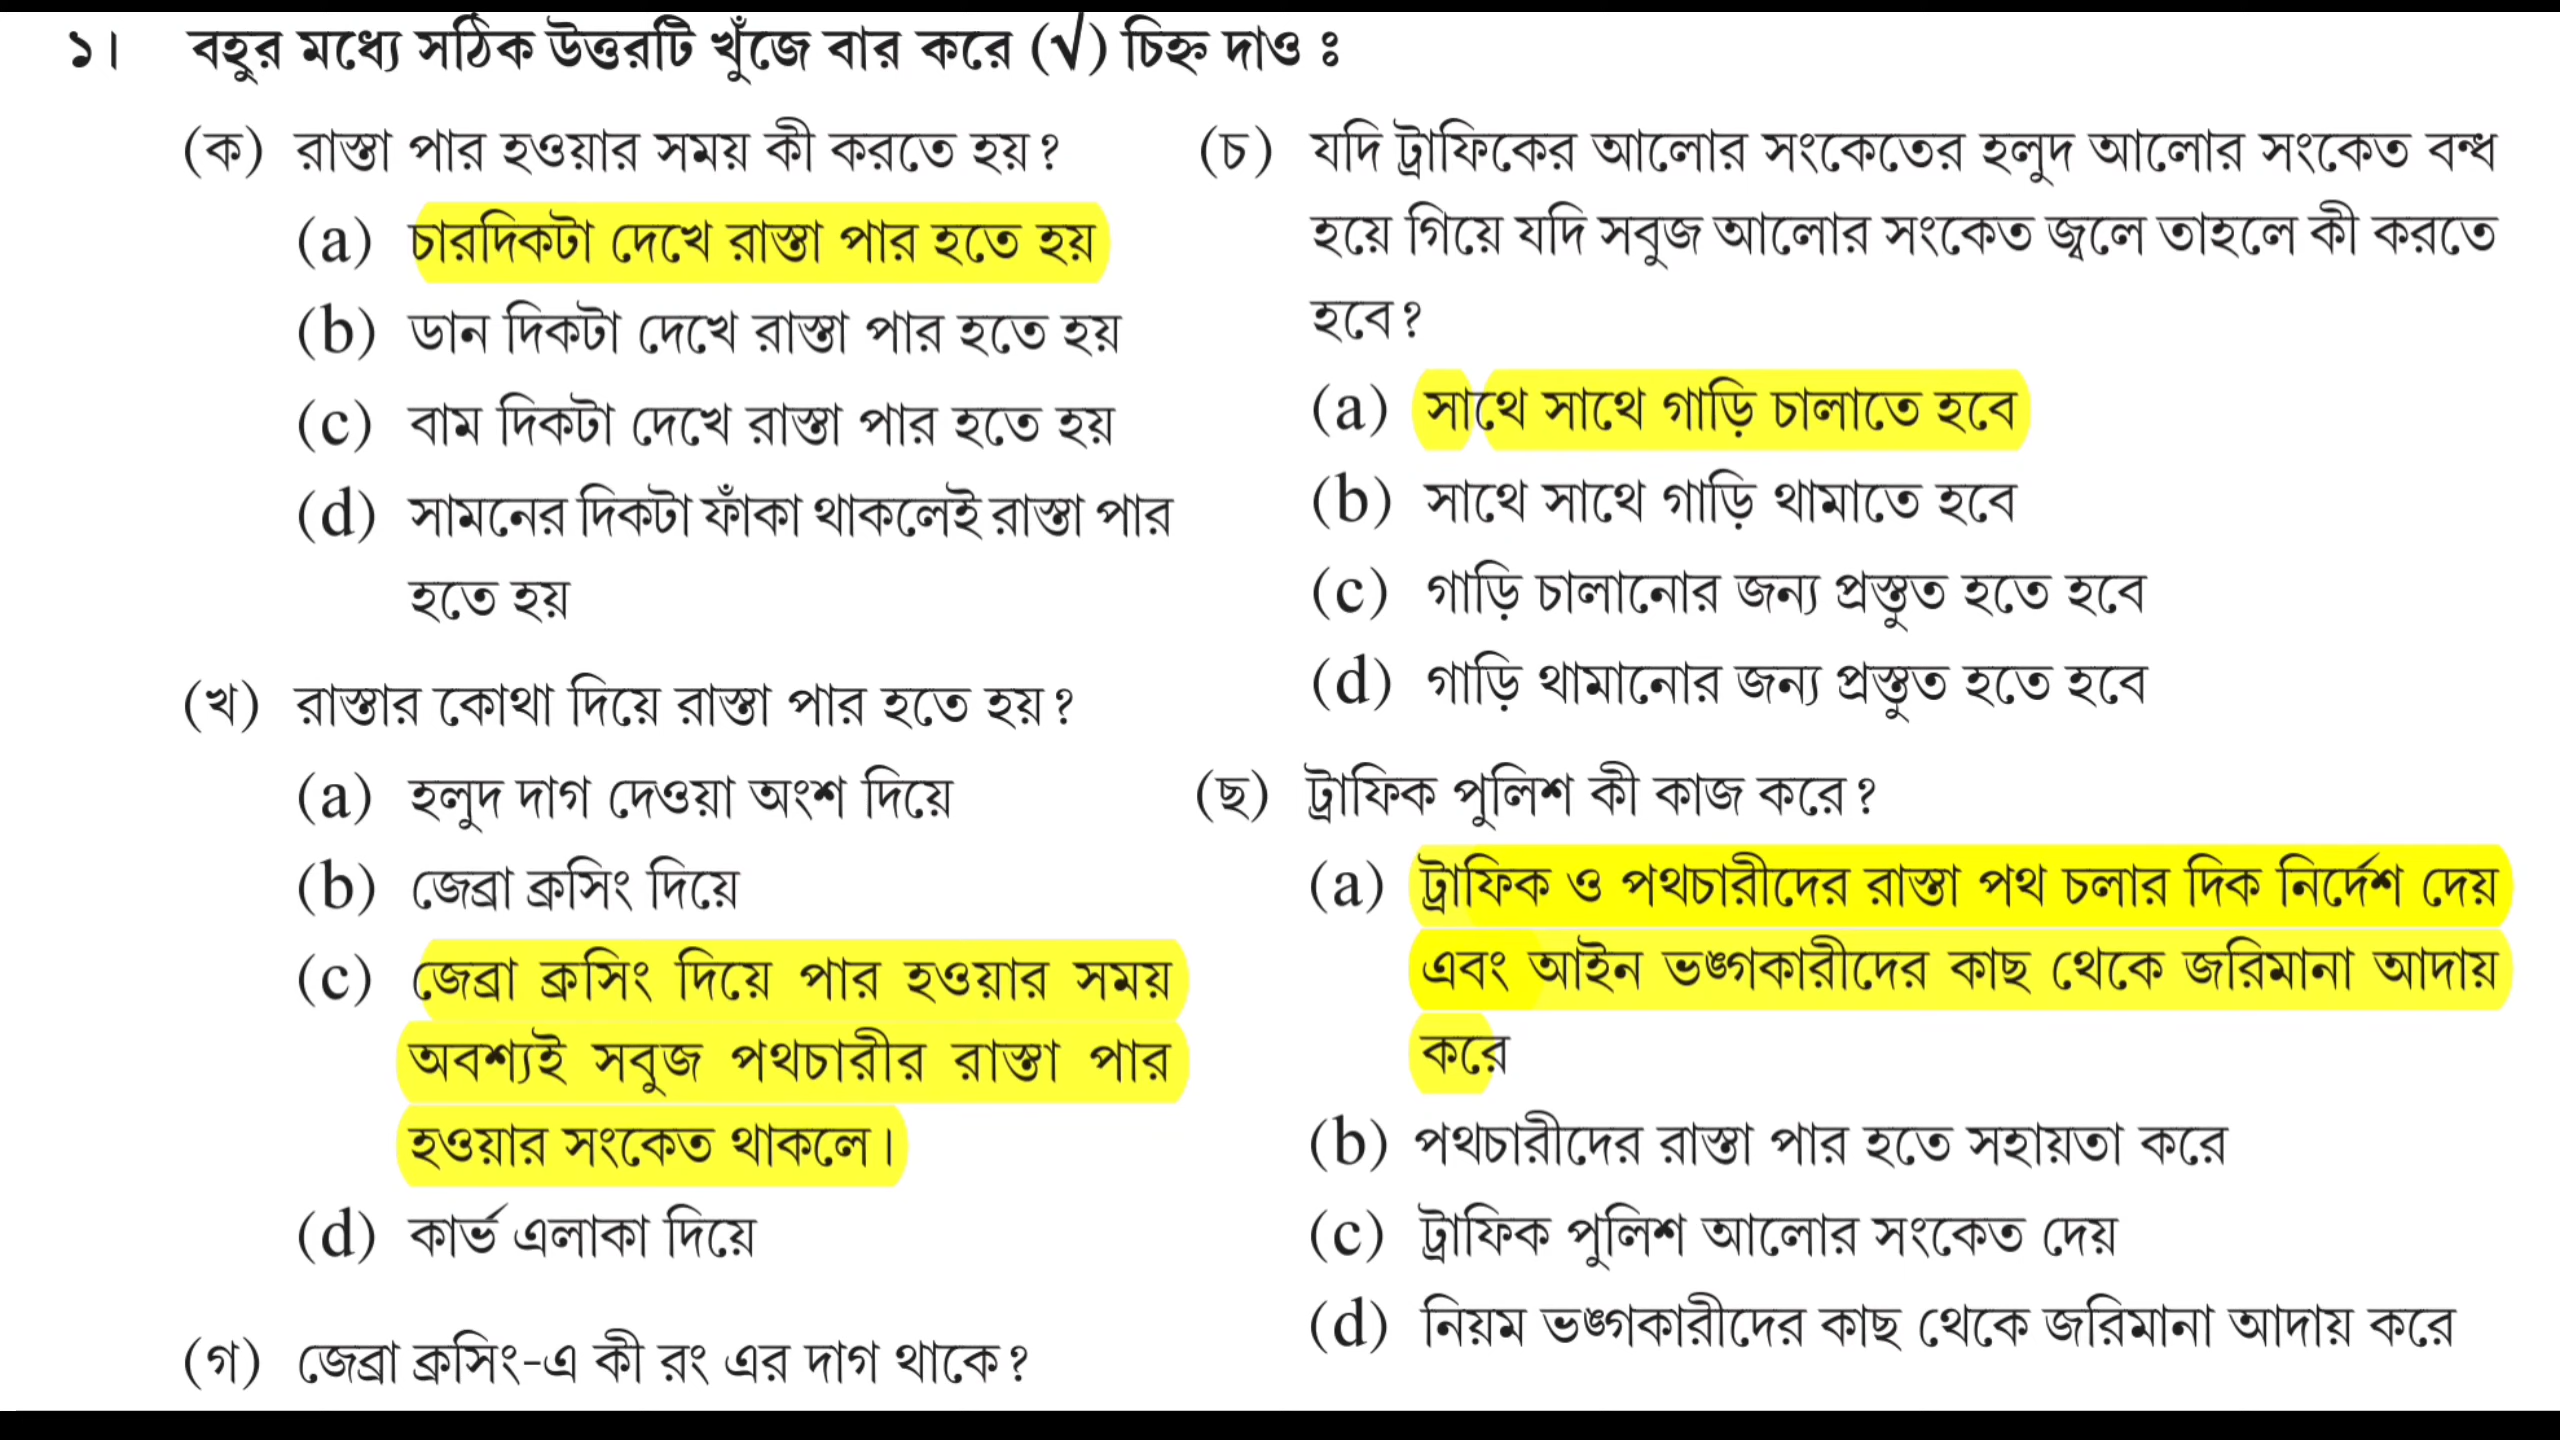 ১। বহুর মধ্যে সঠিক উত্তরটি খুঁজে বার করে (√) চিহ্ন দাও ঃ
(ক) রাস্তা পার হওয়ার সময় কী করতে হয়?
(a) চারদিকটা দেখে রাস্তা পার হতে হয়
(b) ডান দিকটা দেখে রাস্তা পার হতে হয়
(c) বাম দিকটা দেখে রাস্তা পার হতে হয়
(d) সামনের দিকটা ফাঁকা থাকলেই রাস্তা পার
হতে হয়
(খ) রাস্তার কোথা দিয়ে রাস্তা পার হতে হয়?
(a) হলুদ দাগ দেওয়া অংশ দিয়ে
(b) জেব্রা ক্রসিং দিয়ে
(c) জেব্রা ক্রসিং দিয়ে পার হওয়ার সময়
অবশ্যই সবুজ পথচারীর রাস্তা পার
হওয়ার সংকেত থাকলে।
(d) কার্ভ এলাকা দিয়ে
(গ) জেব্রা ক্রসিং-এ কী রং এর দাগ থাকে?
(চ) যদি ট্রাফিকের আলোর সংকেতের হলুদ আলোর সংকেত বন্ধ
হয়ে গিয়ে যদি সবুজ আলোর সংকেত জ্বলে তাহলে কী করতে
হবে?
(a) সাথে সাথে গাড়ি চালাতে হবে
(b) সাথে সাথে গাড়ি থামাতে হবে
(c) গাড়ি চালানোর জন্য প্রস্তুত হতে হবে
(d) গাড়ি থামানোর জন্য প্রস্তুত হতে হবে
(ছ) ট্রাফিক পুলিশ কী কাজ করে?
(a) ট্রাফিক ও পথচারীদের রাস্তা পথ চলার দিক নির্দেশ দেয়
এবং আইন ভঙ্গকারীদের কাছ থেকে জরিমানা আদায়
করে
(b) পথচারীদের রাস্তা পার হতে সহায়তা করে
(c) ট্রাফিক পুলিশ আলোর সংকেত দেয়
(d) নিয়ম ভঙ্গকারীদের কাছ থেকে জরিমানা আদায় করে